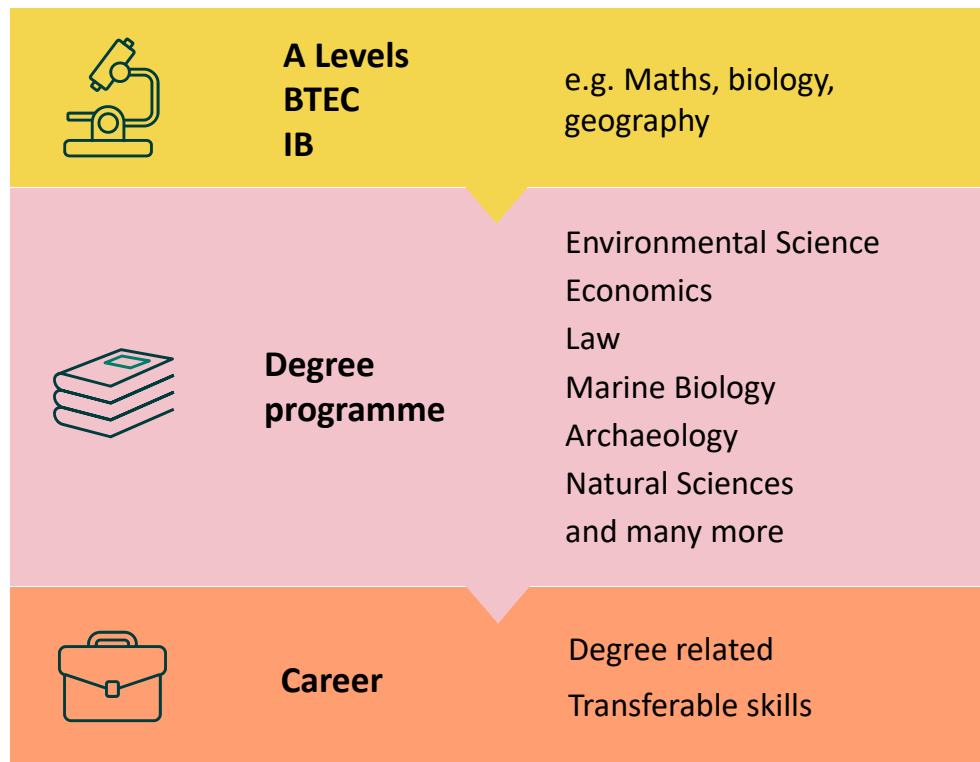 A Levels
BTEC
IB
e.g. Maths, biology,
geography
Degree
programme
Environmental Science
Economics
Law
Marine Biology
Archaeology
Natural Sciences
and many more
Career
Degree related
Transferable skills